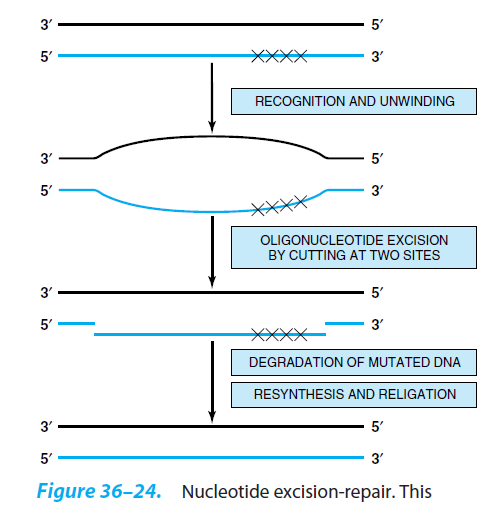 3′ 5′
5′ 3′
RECOGNITION AND UNWINDING
3′ 5′
5′ 3′
OLIGONUCLEOTIDE EXCISION
BY CUTTING AT TWO SITES
3′ 5′
5′ 3′
DEGRADATION OF MUTATED DNA
RESYNTHESIS AND RELIGATION
3′ 5′
5′ 3′
Figure 36–24. Nucleotide excision-repair. This